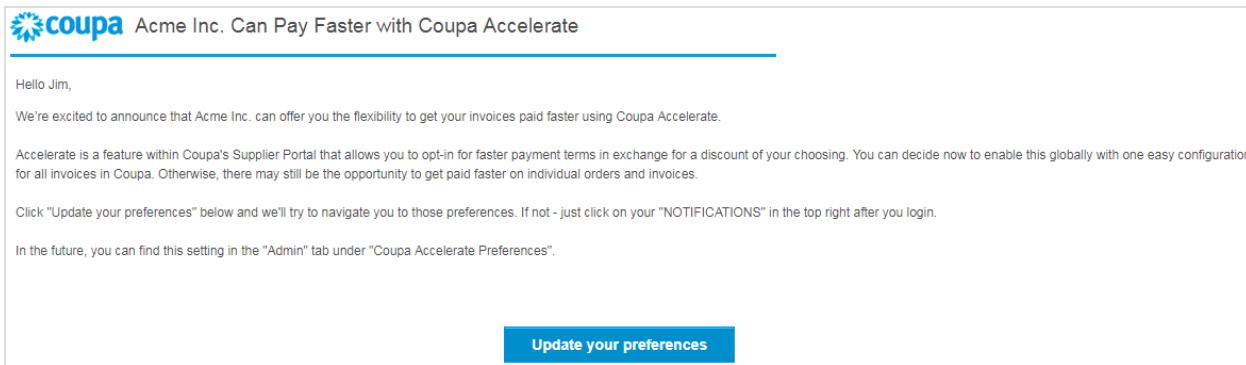 coupa Acme Inc. Can Pay Faster with Coupa Accelerate
Hello Jim,
We're excited to announce that Acme Inc. can offer you the flexibility to get your invoices paid faster using Coupa Accelerate.
Accelerate is a feature within Coupa's Supplier Portal that allows you to opt-in for faster payment terms in exchange for a discount of your choosing. You can decide now to enable this globally with one easy configuration
for all invoices in Coupa. Otherwise, there may still be the opportunity to get paid faster on individual orders and invoices.
Click "Update your preferences" below and we'll try to navigate you to those preferences. If not - just click on your "NOTIFICATIONS" in the top right after you login.
In the future, you can find this setting in the "Admin" tab under "Coupa Accelerate Preferences".
Update your preferences